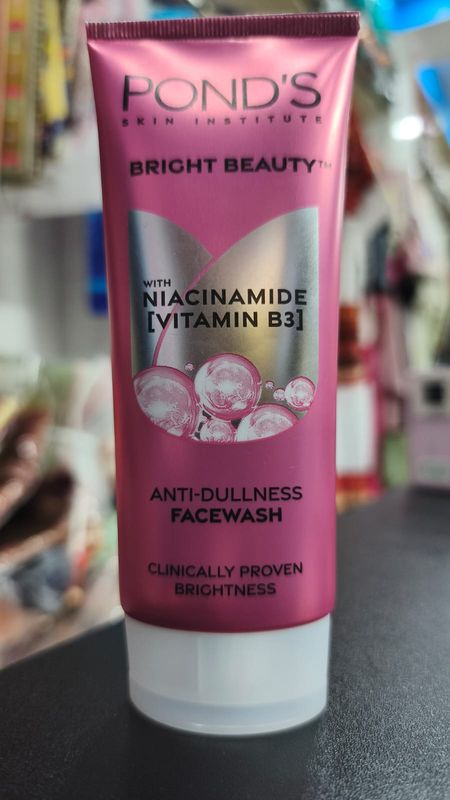 POND'S
SKIN INSTITUTE
BRIGHT BEAUTY™
WITH
NIACINAMIDE
[VITAMIN B3]
ANTI-DULLNESS
FACEWASH
CLINICALLY PROVEN
BRIGHTNESS